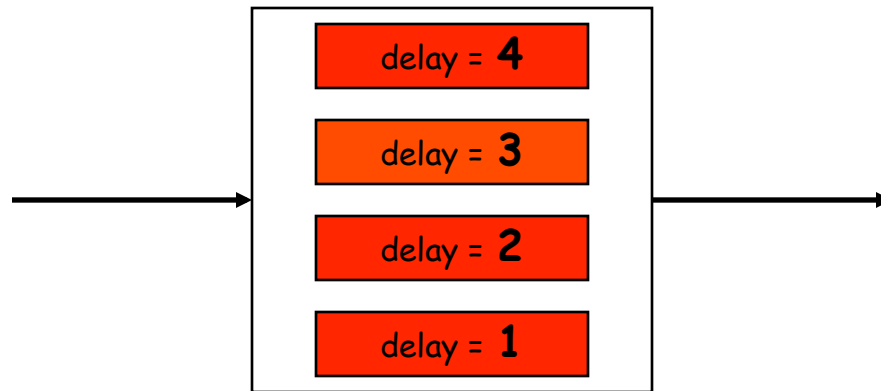 delay = 4
delay = 3
delay = 2
delay = 1